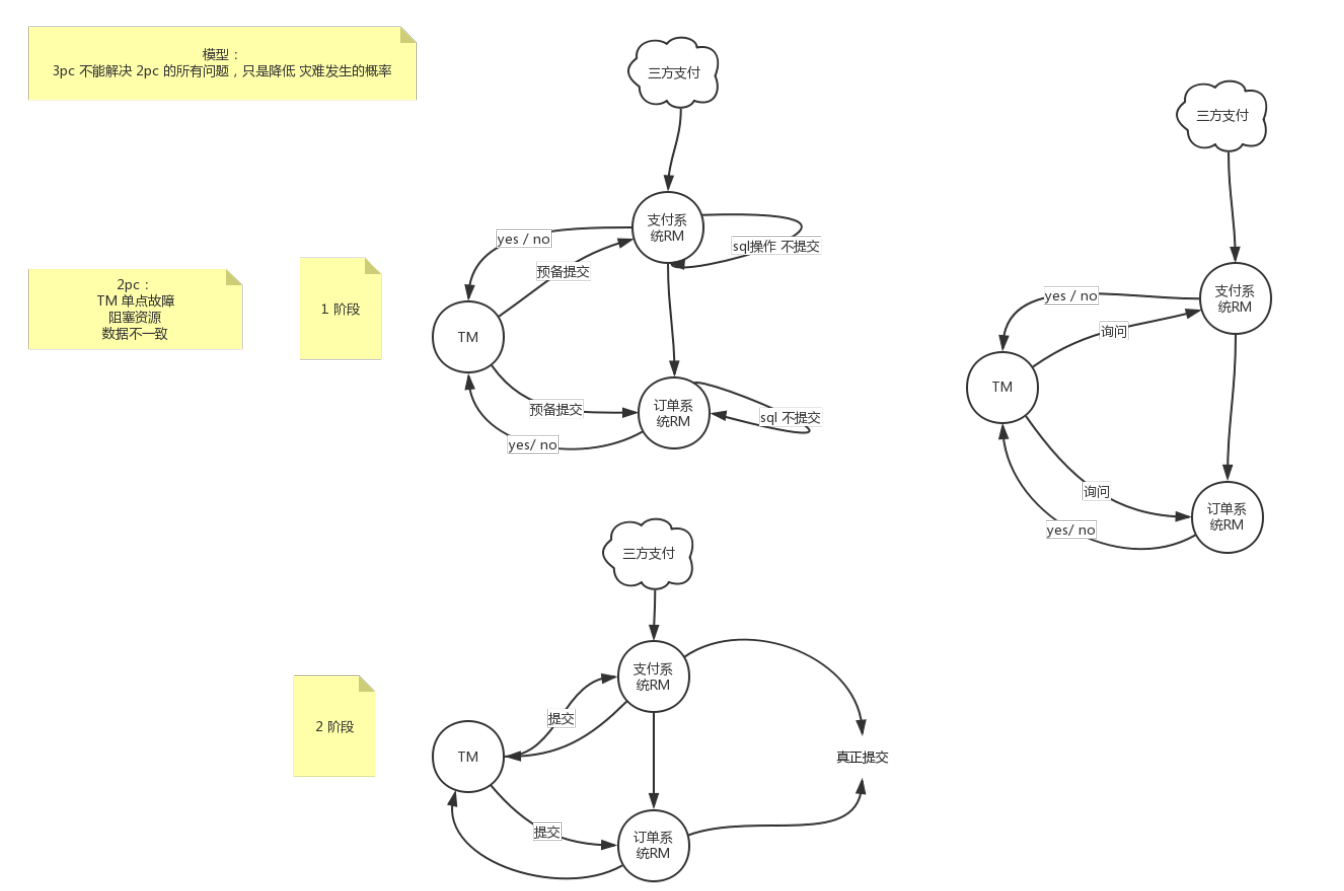 模型：
3pc 不能解决 2pc 的所有问题，只是降低 灾难发生的概率
2pc：
TM 单点故障
阻塞资源
数据不一致
1 阶段
三方支付
支付系
统RM
yes / no
sql操作 不提交
预备提交
TM
预备提交
订单系
统RM
sql 不提交
yes/ no
三方支付
支付系
统RM
yes / no
询问
TM
询问
订单系
统RM
yes/ no
2 阶段
三方支付
支付系
统RM
提交
TM
真正提交
提交
订单系
统RM